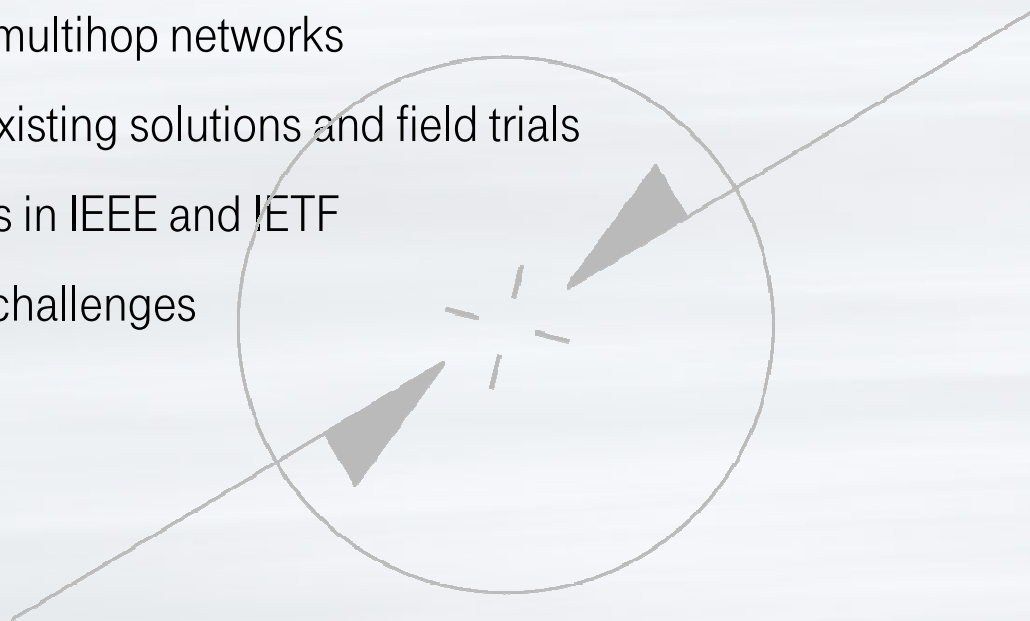 multihop networks
xisting solutions and field trials
s in IEEE and IETF
challenges